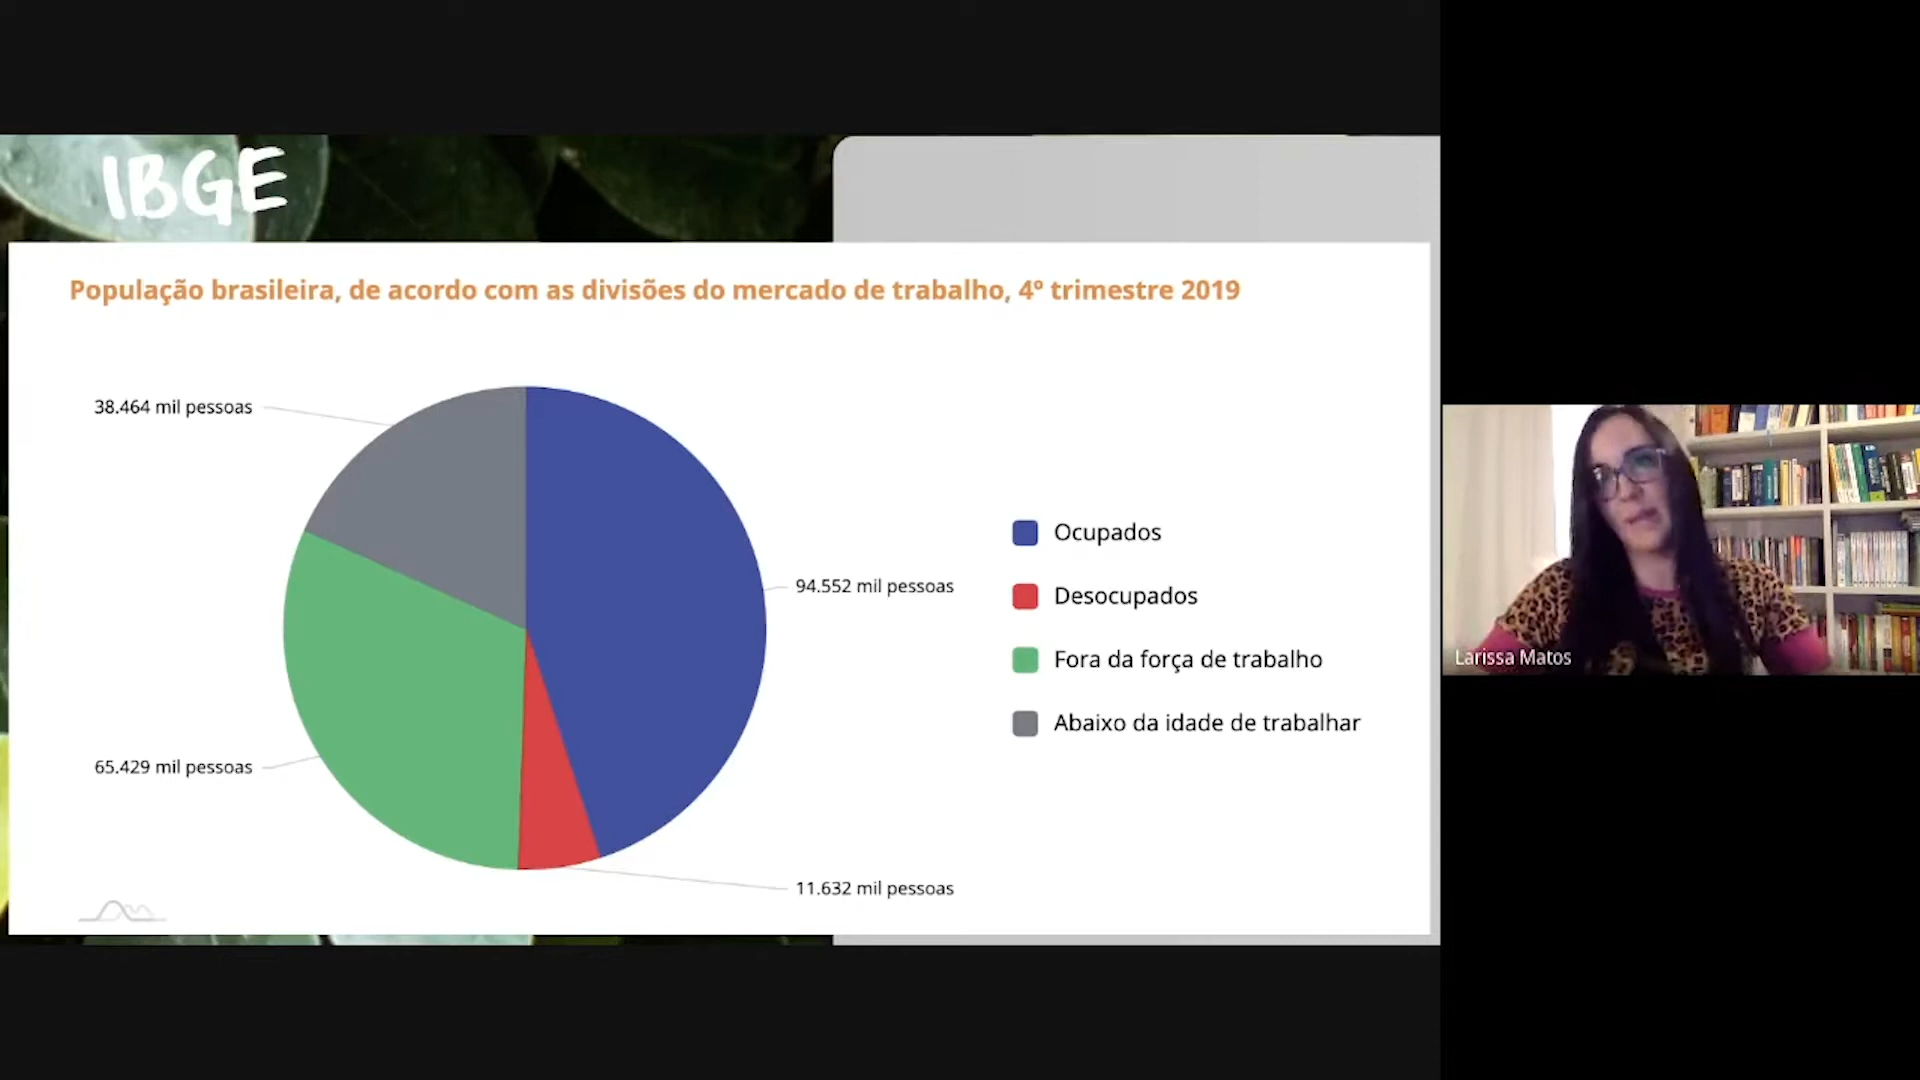 IBGE
População brasileira, de acordo com as divisões do mercado de trabalho, 4º trimestre 2019
38.464 mil pessoas
94.552 mil pessoas
65.429 mil pessoas
11.632 mil pessoas
Ocupados
Desocupados
Fora da força de trabalho
Abaixo da idade de trabalhar
Larissa Matos